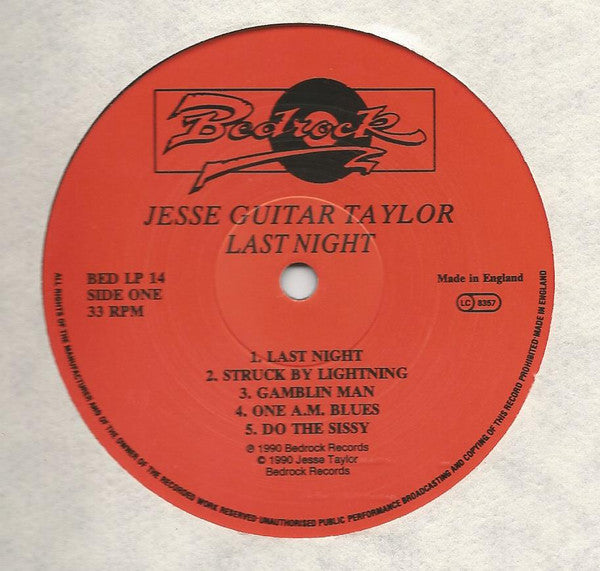 Bedrock
JESSE GUITAR TAYLOR
LAST NIGHT
BED LP 14
SIDE ONE
33 RPM
Made in England
LC 8357
1. LAST NIGHT
2. STRUCK BY LIGHTNING
3. GAMBLIN MAN
4. ONE A.M. BLUES
5. DO THE SISSY
℗ 1990 Bedrock Records
© 1990 Jesse Taylor
Bedrock Records
ALL RIGHTS OF THE MANUFACTURER AND OF THE OWNER OF THE RECORDED WORK RESERVED UNAUTHORISED PUBLIC PERFORMANCE BROADCASTING AND COPYING OF THIS RECORD PROHIBITED·MADE IN ENGLAND